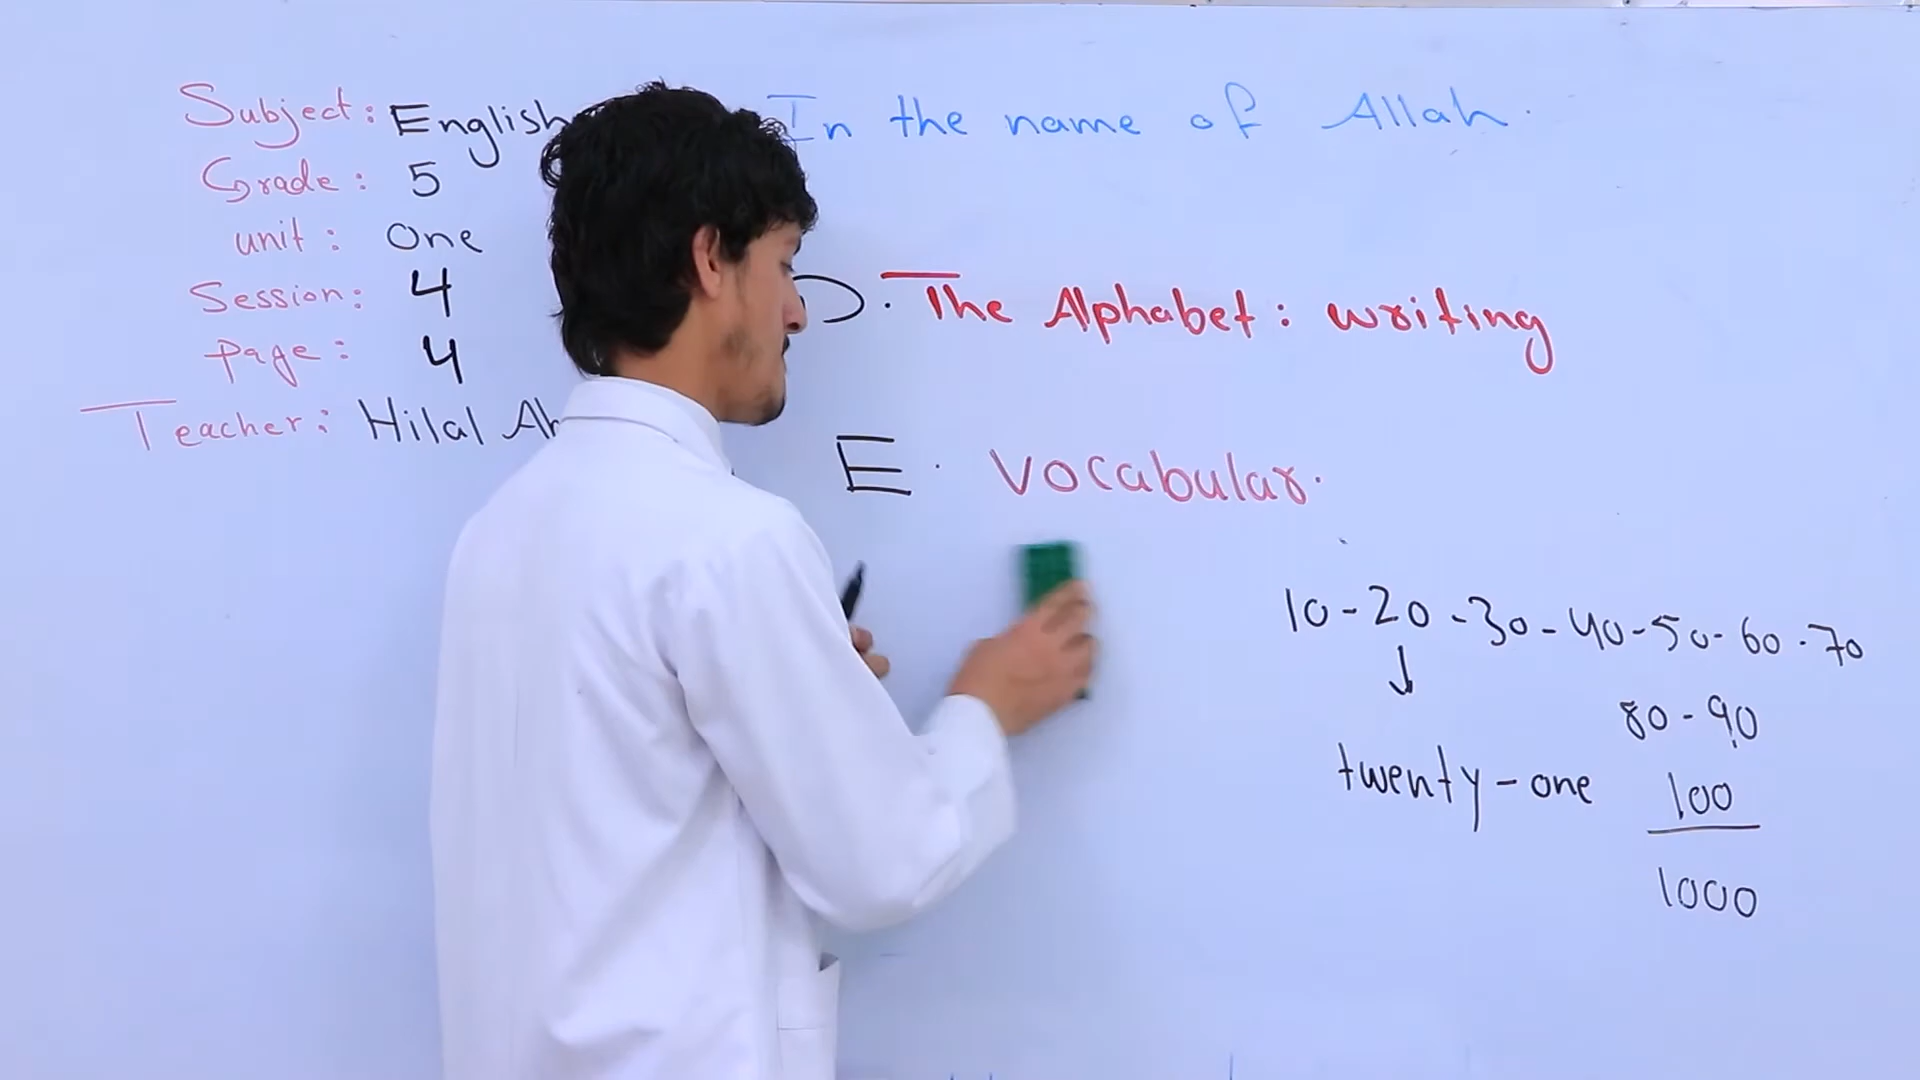 Subject: English
Grade: 5
unit: One
Session: 4
page: 4
Teacher: Hilal
In the name of Allah.
D. The Alphabet: writing
E. vocabular.
10-20-30-40-50-60-70
↓
80-90
twenty-one
100
1000